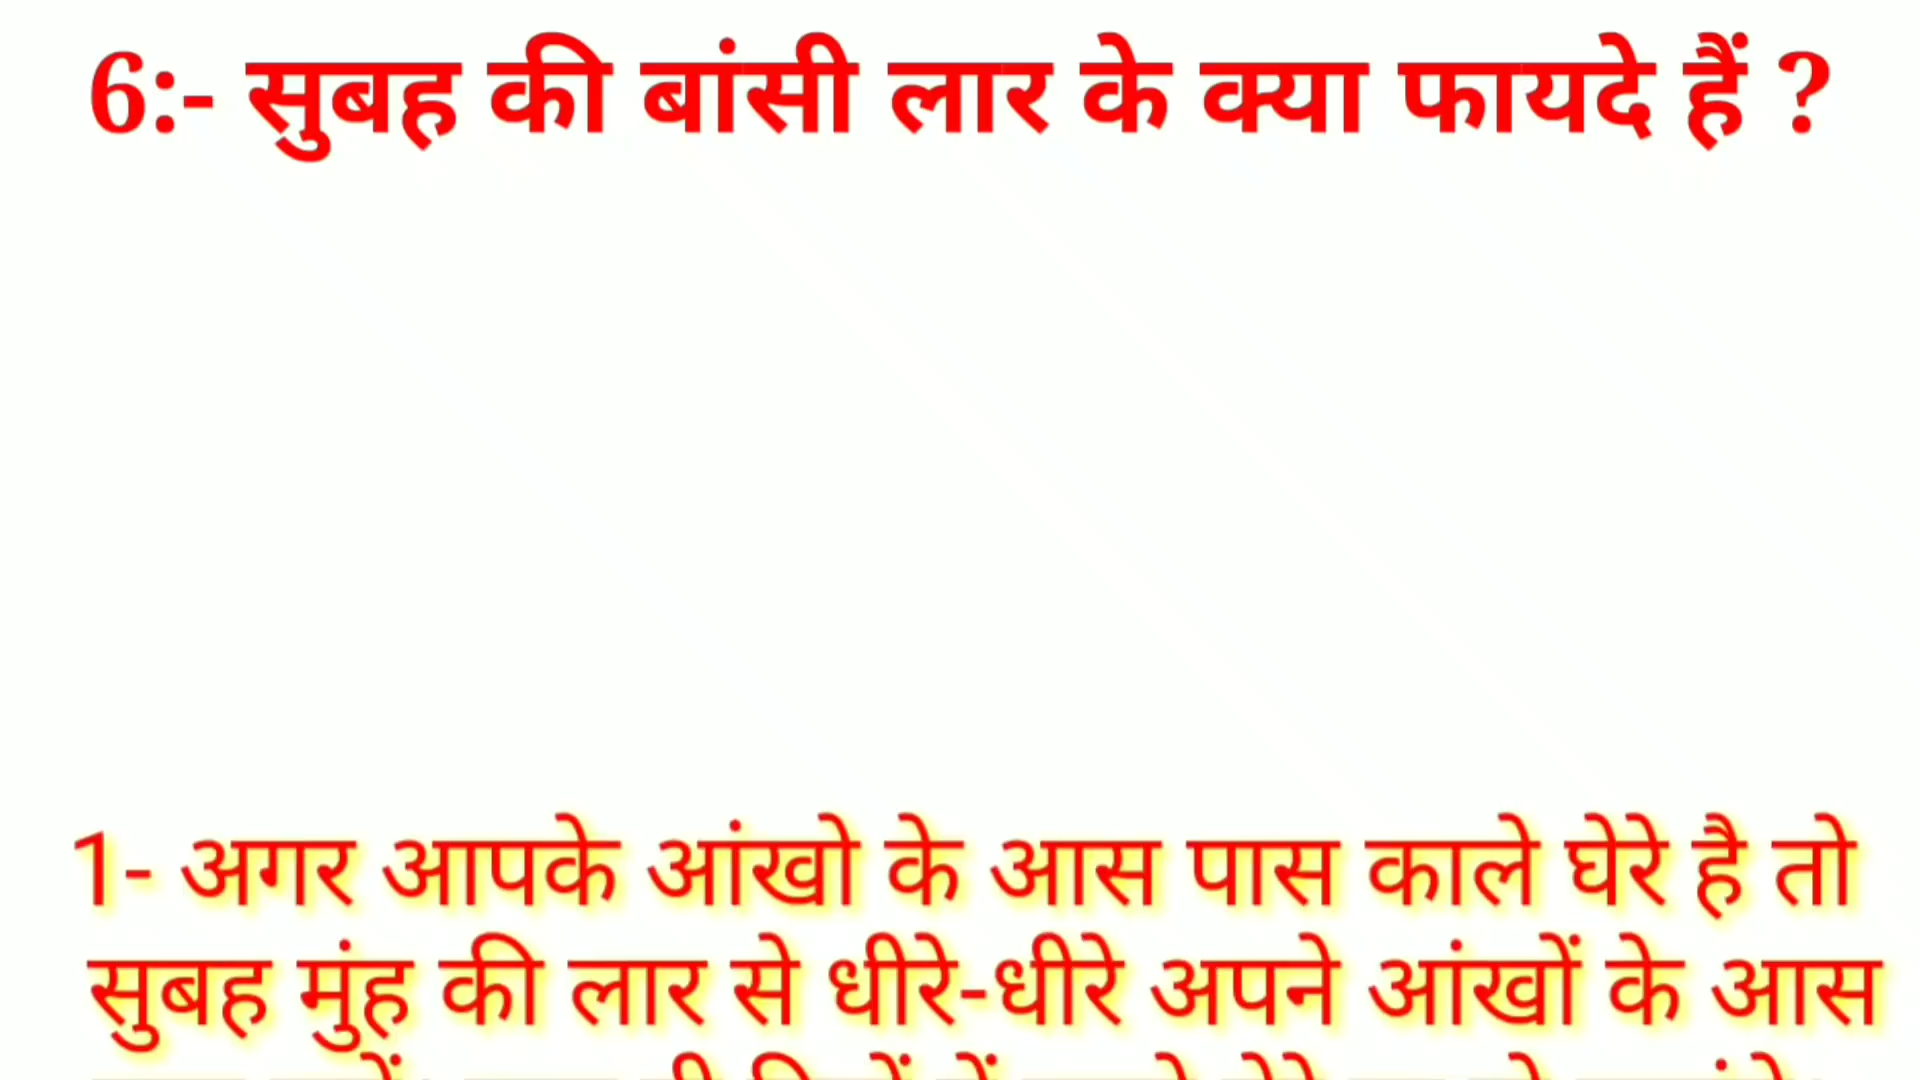 6:- सुबह की बांसी लार के क्या फायदे हैं ?
1- अगर आपके आंखो के आस पास काले घेरे है तो
सुबह मुंह की लार से धीरे-धीरे अपने आंखों के आस